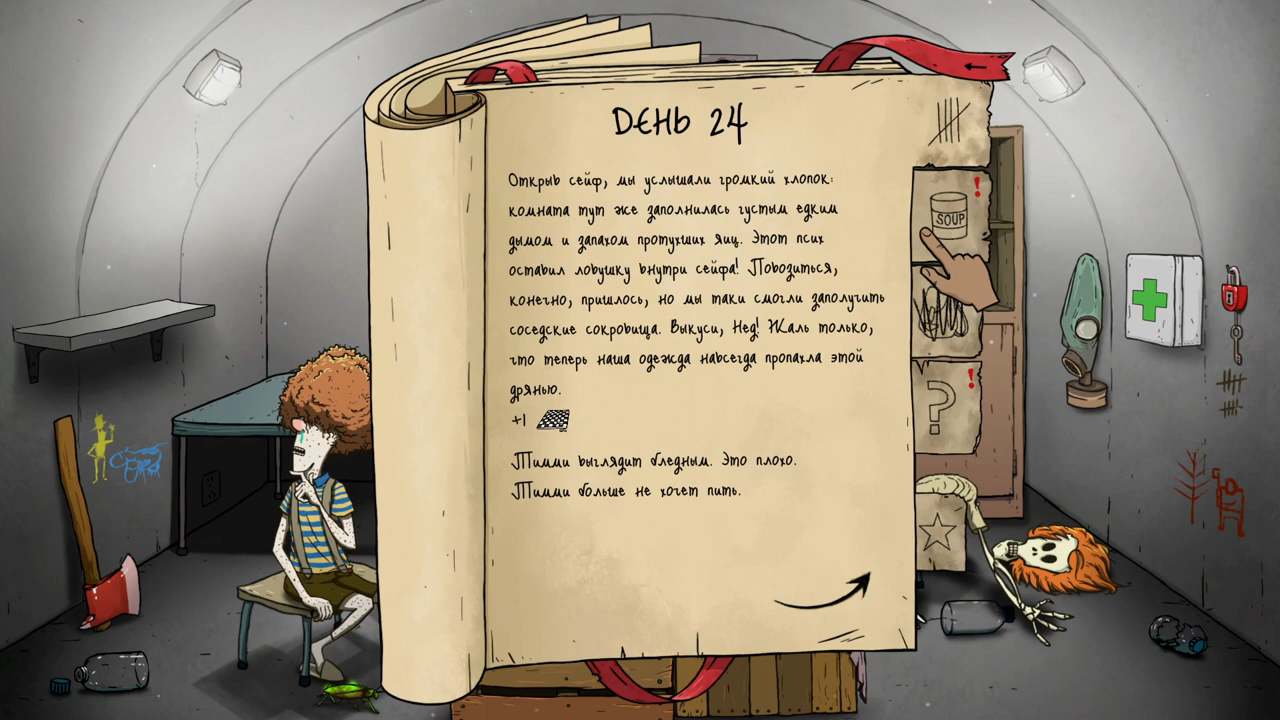 ДЕНЬ 24
Открыв сейф, мы услышали громкий хлопок:
комната тут же заполнилась густым едким
дымом и запахом протухших яиц. Этот псих
оставил ловушку внутри сейфа! Повозиться,
конечно, пришлось, но мы таки смогли заполучить
соседские сокровища. Выкуси, Нед! Жаль только,
что теперь наша одежда навсегда пропахла этой
дрянью.
+1
Тимми выглядит бледным. Это плохо.
Тимми больше не хочет пить.
!
SOUP
!
?